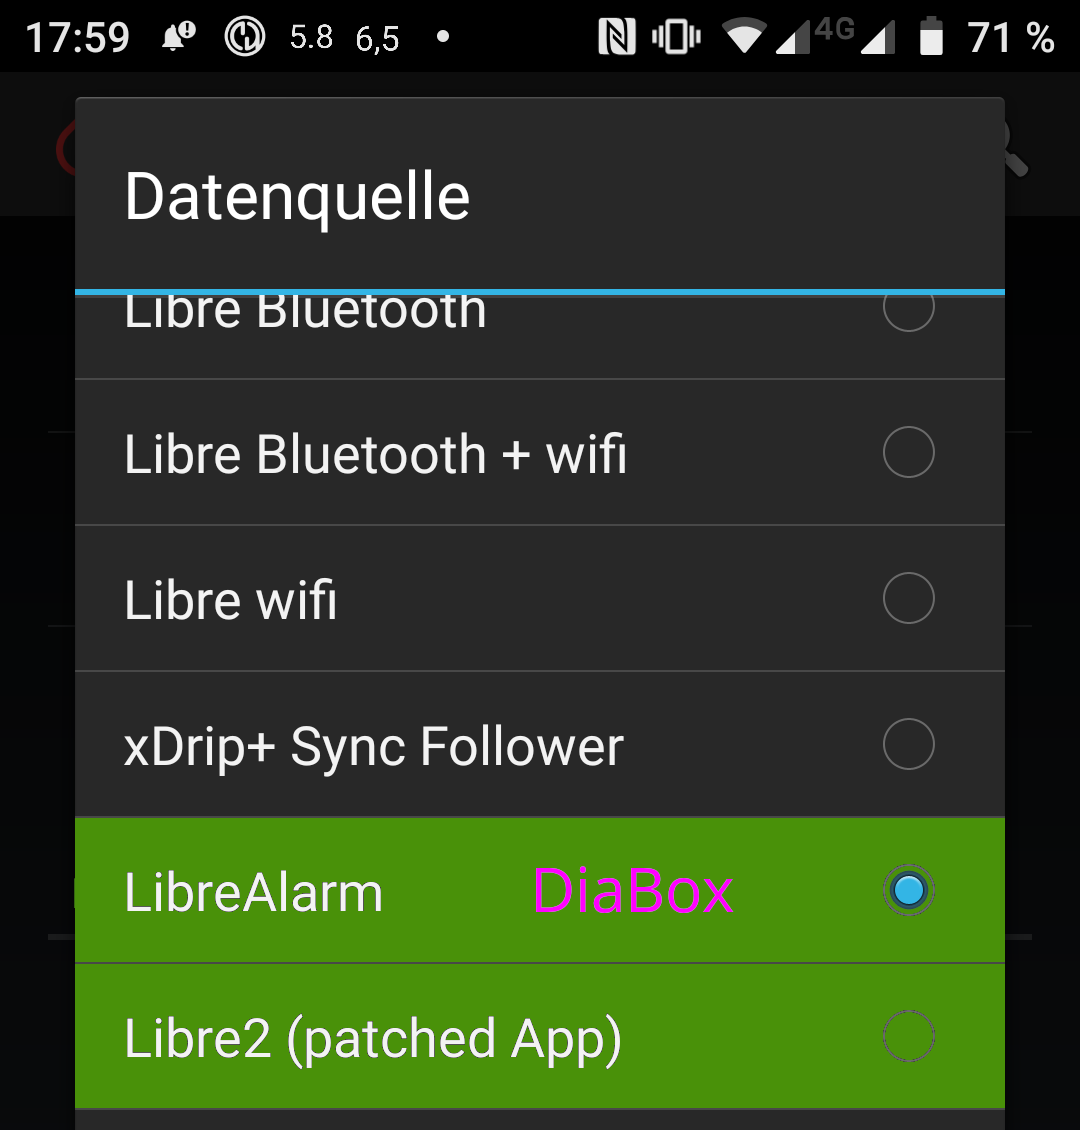 17:59 5.8 6,5 4G 71 %
Datenquelle
Libre Bluetooth
Libre Bluetooth + wifi
Libre wifi
xDrip+ Sync Follower
LibreAlarm DiaBox
Libre2 (patched App)